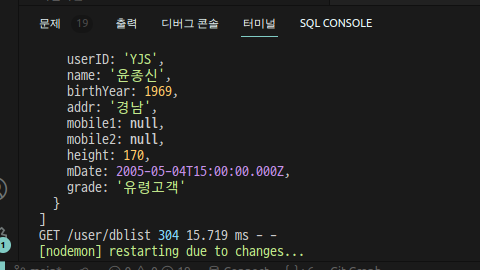 문제 19 출력 디버그 콘솔 터미널 SQL CONSOLE
userID: 'YJS',
name: '윤종신',
birthYear: 1969,
addr: '경남',
mobile1: null,
mobile2: null,
height: 170,
mDate: 2005-05-04T15:00:00.000Z,
grade: '유령고객'
}
]
GET /user/dblist 304 15.719 ms - -
[nodemon] restarting due to changes...
1